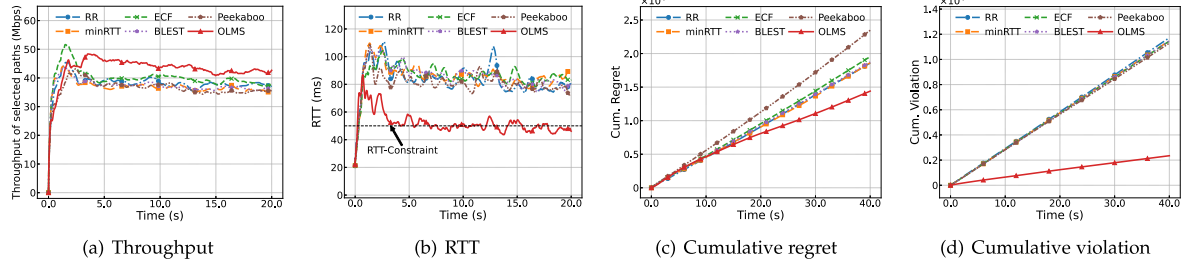 Throughput of selected paths (Mbps)
60
50
40
30
20
10
0
RR
ECF
Peekaboo
minRTT
BLEST
OLMS
0.0
5.0
10.0
15.0
20.0
Time (s)
(a) Throughput
RTT (ms)
120
100
80
60
40
20
0
RR
ECF
Peekaboo
minRTT
BLEST
OLMS
RTT-Constraint
0.0
5.0
10.0
15.0
20.0
Time (s)
(b) RTT
Cum. Regret
2.5
2.0
1.5
1.0
0.5
0.0
RR
ECF
Peekaboo
minRTT
BLEST
OLMS
0.0
10.0
20.0
30.0
40.0
Time (s)
(c) Cumulative regret
Cum. Violation
1.4
1.2
1.0
0.8
0.6
0.4
0.2
0.0
RR
ECF
Peekaboo
minRTT
BLEST
OLMS
0.0
10.0
20.0
30.0
40.0
Time (s)
(d) Cumulative violation